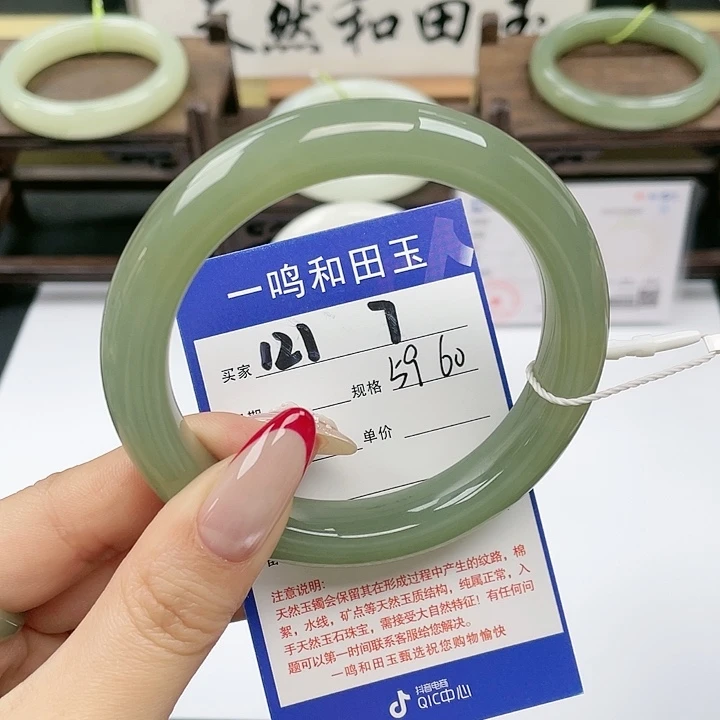 天然和田玉
一鸣和田玉
买家 121 7
规格 59 60
单价
注意说明:
天然玉镯会保留其在形成过程中产生的纹路，棉
絮，水线，矿点等天然玉质结构，纯属正常，入
手天然玉石珠宝，需接受大自然特征！有任何问
题可以第一时间联系客服给您解决。
一鸣和田玉甄选祝您购物愉快
抖音电商
QIC中心